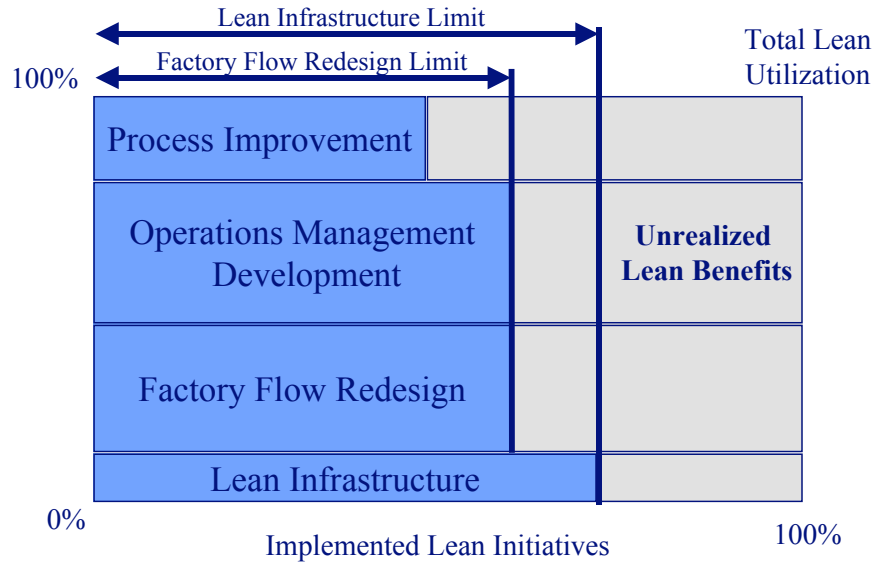 Lean Infrastructure Limit
Total Lean
Utilization
Factory Flow Redesign Limit
100%
Process Improvement
Operations Management
Development
Unrealized
Lean Benefits
Factory Flow Redesign
Lean Infrastructure
0%
100%
Implemented Lean Initiatives